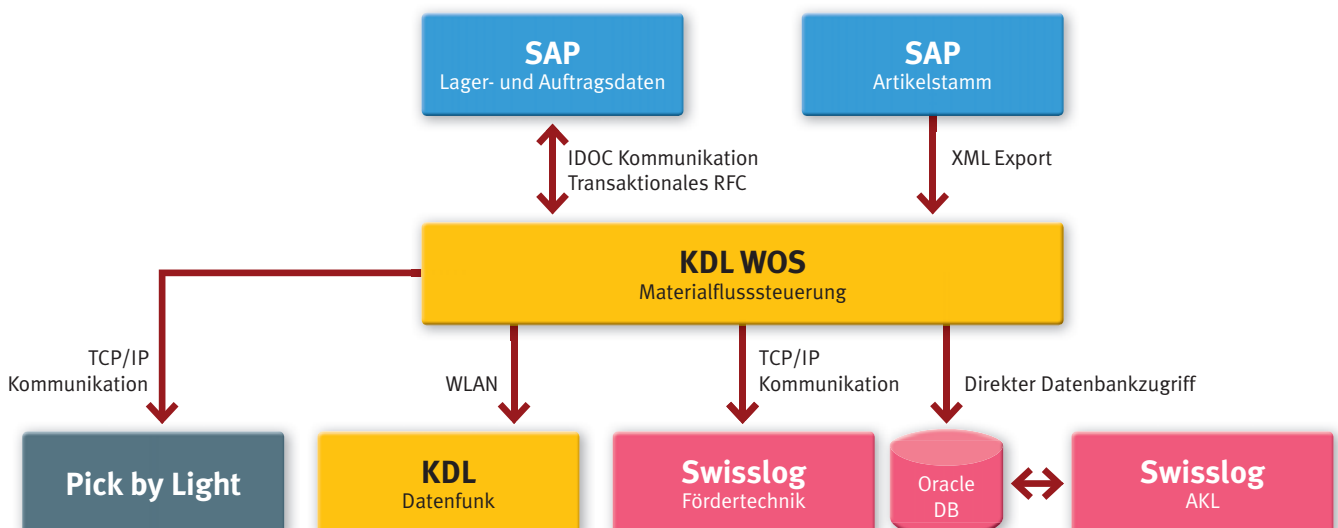 SAP
Lager- und Auftragsdaten
SAP
Artikelstamm
IDOC Kommunikation
Transaktionales RFC
XML Export
KDL WOS
Materialflusssteuerung
TCP/IP
Kommunikation
WLAN
TCP/IP
Kommunikation
Direkter Datenbankzugriff
Pick by Light
KDL
Datenfunk
Swisslog
Fördertechnik
Oracle
DB
Swisslog
AKL